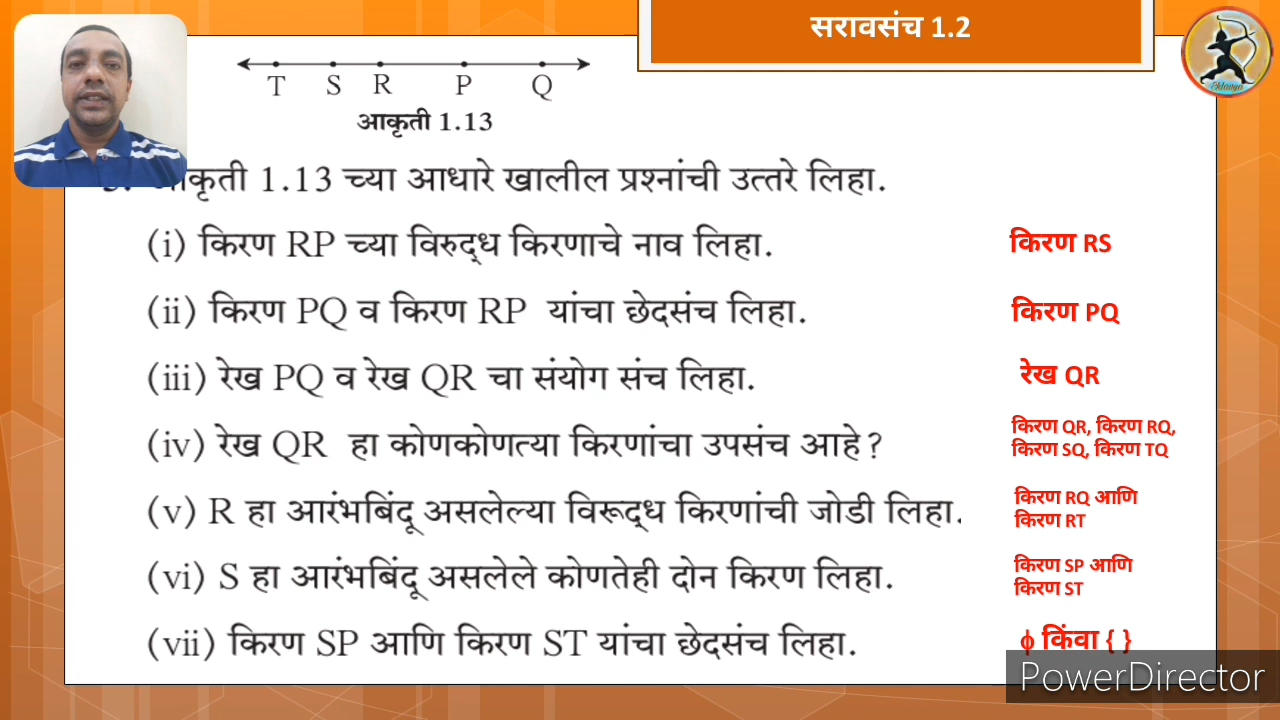 सरावसंच 1.2
Eklavya
T S R P Q
आकृती 1.13
आकृती 1.13 च्या आधारे खालील प्रश्नांची उत्तरे लिहा.
(i) किरण RP च्या विरुद्ध किरणाचे नाव लिहा.
किरण RS
(ii) किरण PQ व किरण RP यांचा छेदसंच लिहा.
किरण PQ
(iii) रेख PQ व रेख QR चा संयोग संच लिहा.
रेख QR
(iv) रेख QR हा कोणकोणत्या किरणांचा उपसंच आहे?
किरण QR, किरण RQ,
किरण SQ, किरण TQ
(v) R हा आरंभबिंदू असलेल्या विरूद्ध किरणांची जोडी लिहा.
किरण RQ आणि
किरण RT
(vi) S हा आरंभबिंदू असलेले कोणतेही दोन किरण लिहा.
किरण SP आणि
किरण ST
(vii) किरण SP आणि किरण ST यांचा छेदसंच लिहा.
ϕ किंवा { }
PowerDirector